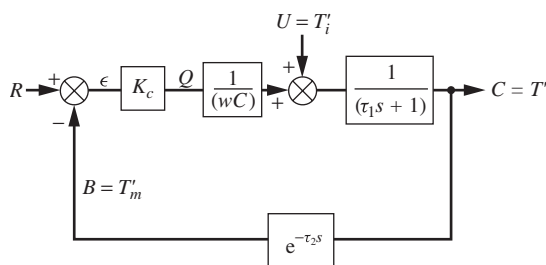 U = T′i
R + ϵ Kc Q 1/(wC) + + 1/(τ1s + 1) C = T′
−
B = T′m
e−τ2s